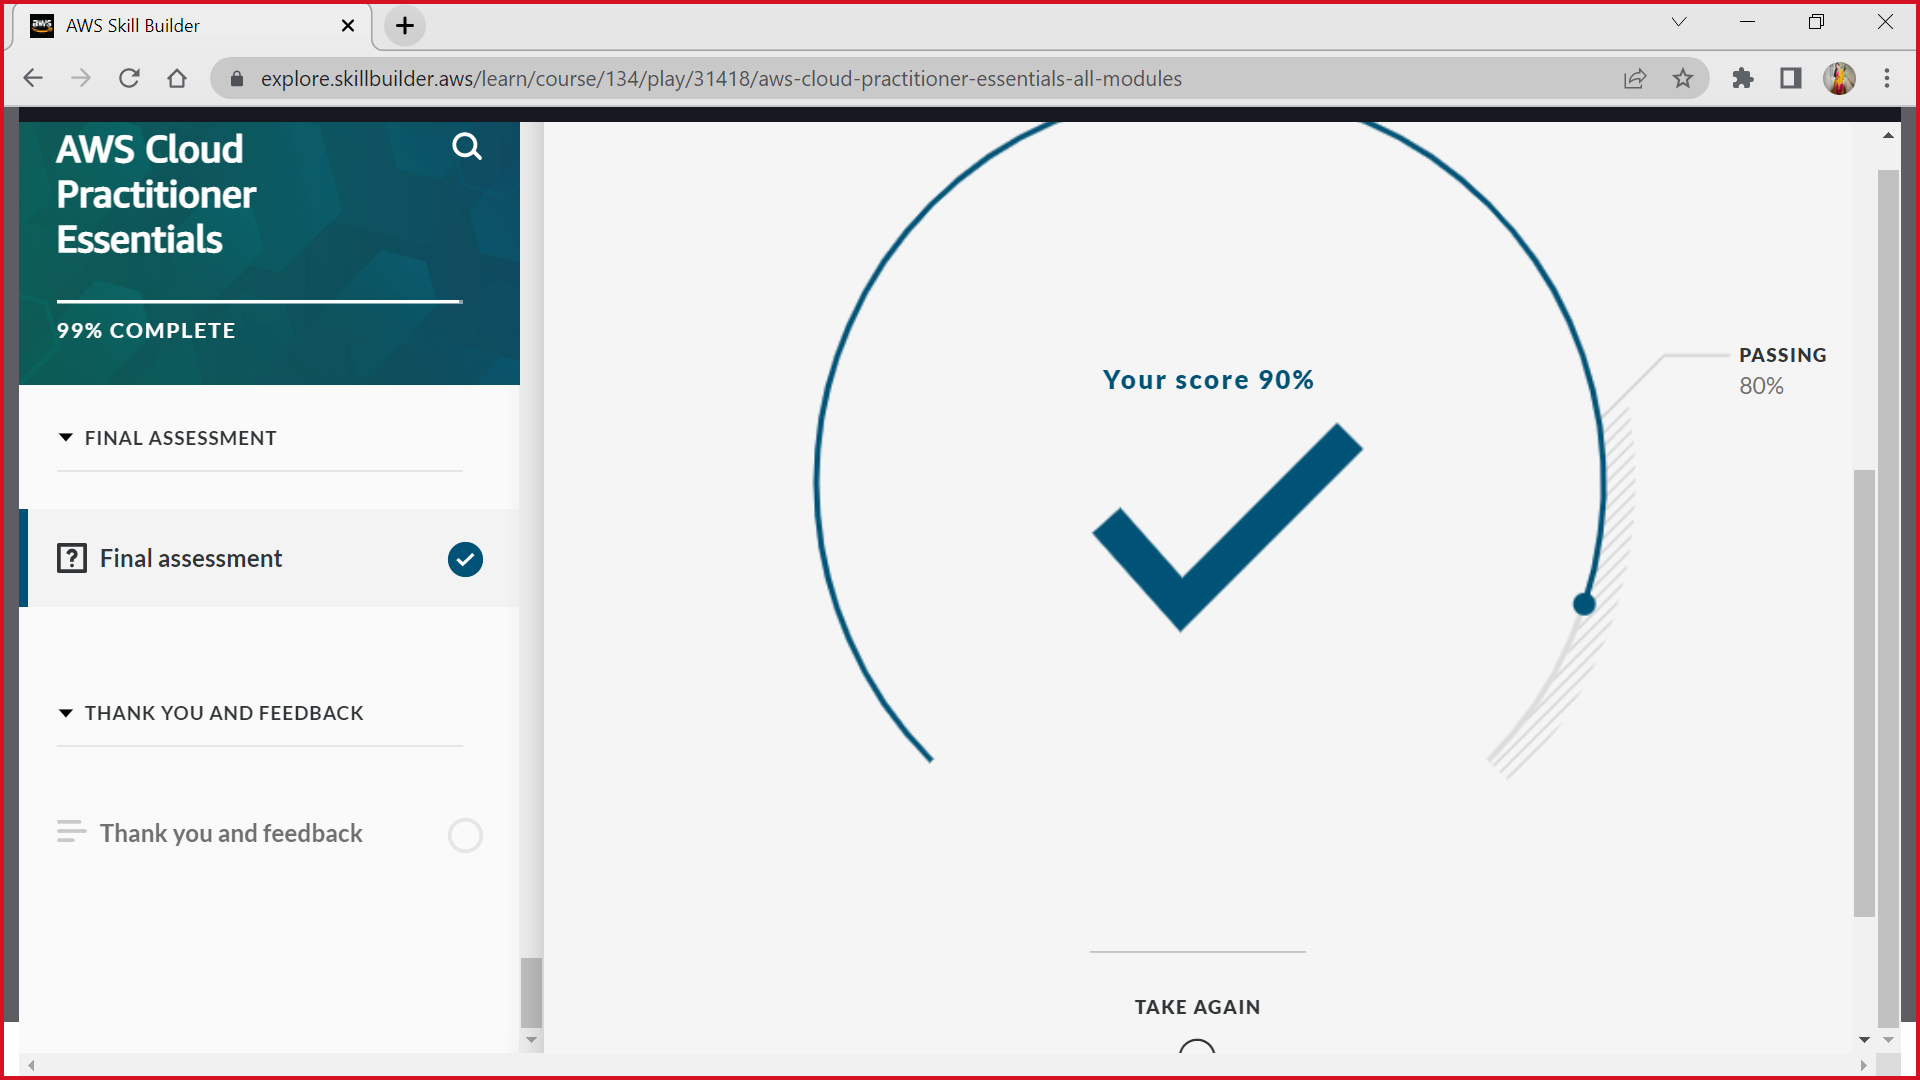 aws
AWS Skill Builder
explore.skillbuilder.aws/learn/course/134/play/31418/aws-cloud-practitioner-essentials-all-modules
AWS Cloud
Practitioner
Essentials
99% COMPLETE
FINAL ASSESSMENT
? Final assessment
THANK YOU AND FEEDBACK
Thank you and feedback
Your score 90%
PASSING
80%
TAKE AGAIN